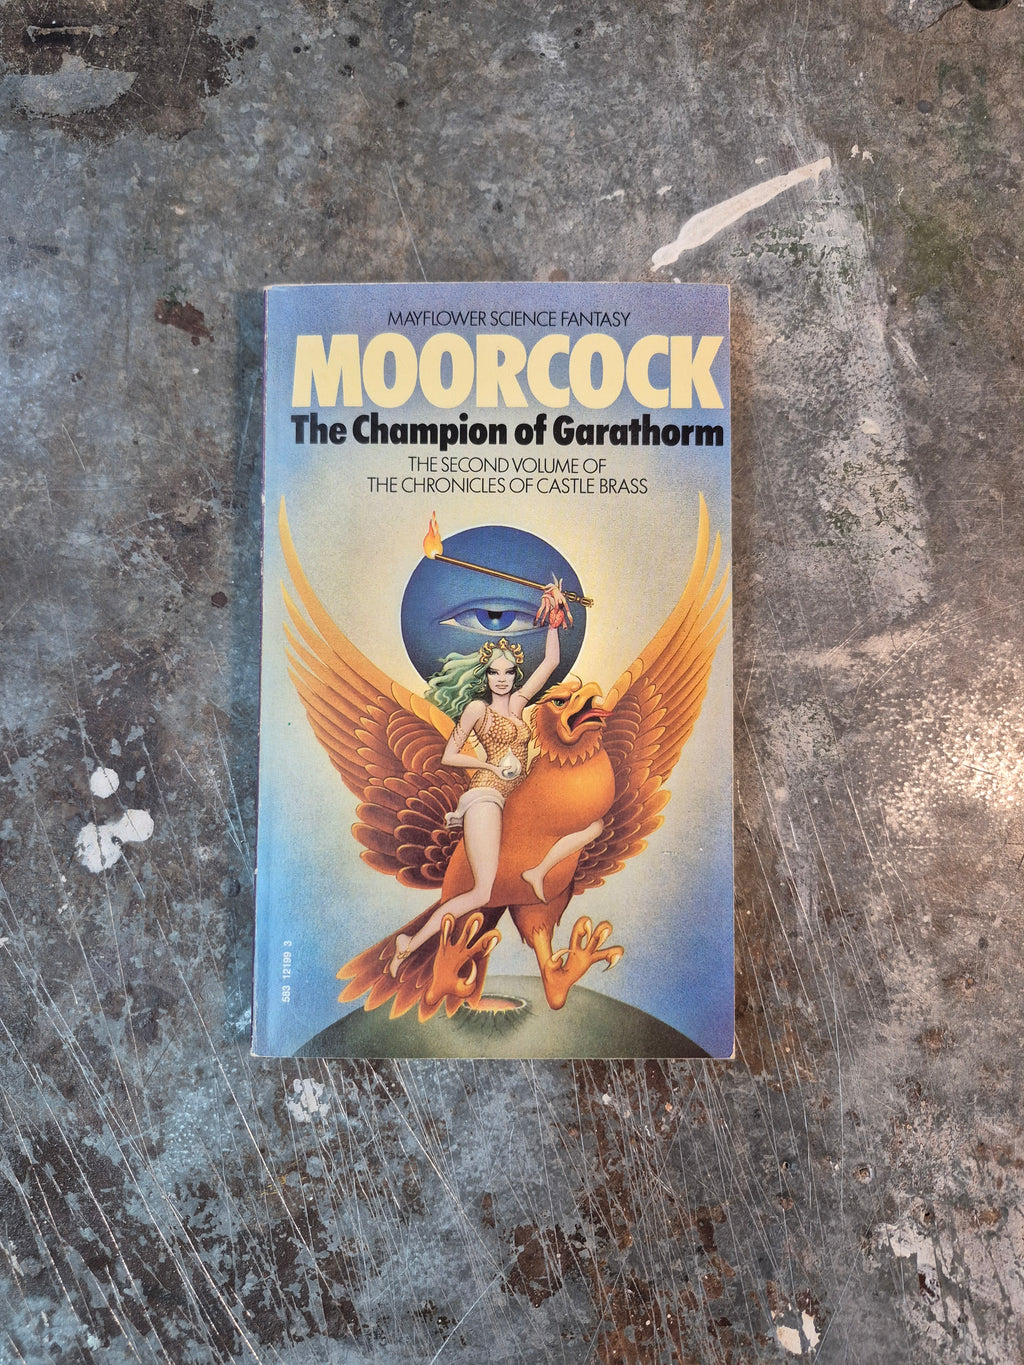 MAYFLOWER SCIENCE FANTASY
MOORCOCK
The Champion of Garathorm
THE SECOND VOLUME OF
THE CHRONICLES OF CASTLE BRASS
583 12199 3